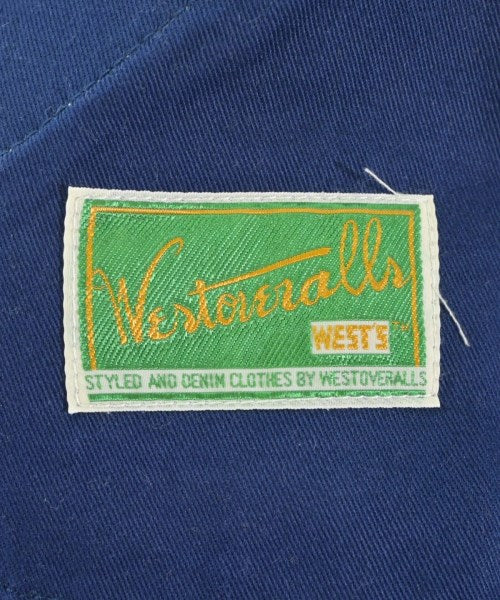 Westoveralls
WEST'S
STYLED AND DENIM CLOTHES BY WESTOVERALLS